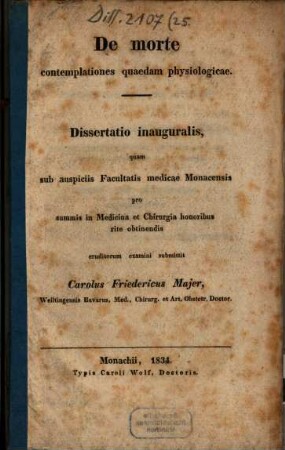 Diss. 2107 (25.
De morte
contemplationes quaedam physiologicae.
Dissertatio inauguralis,
quam
sub auspiciis Facultatis medicae Monacensis
pro
summis in Medicina et Chirurgia honoribus
rite obtinendis
eruditorum examini submisit
Carolus Friedericus Majer,
Bavarus, Med., Chirurg. et Art. Obstetr. Doctor.
Monachii, 1834.
Typis Caroli Wolf, Doctoris.